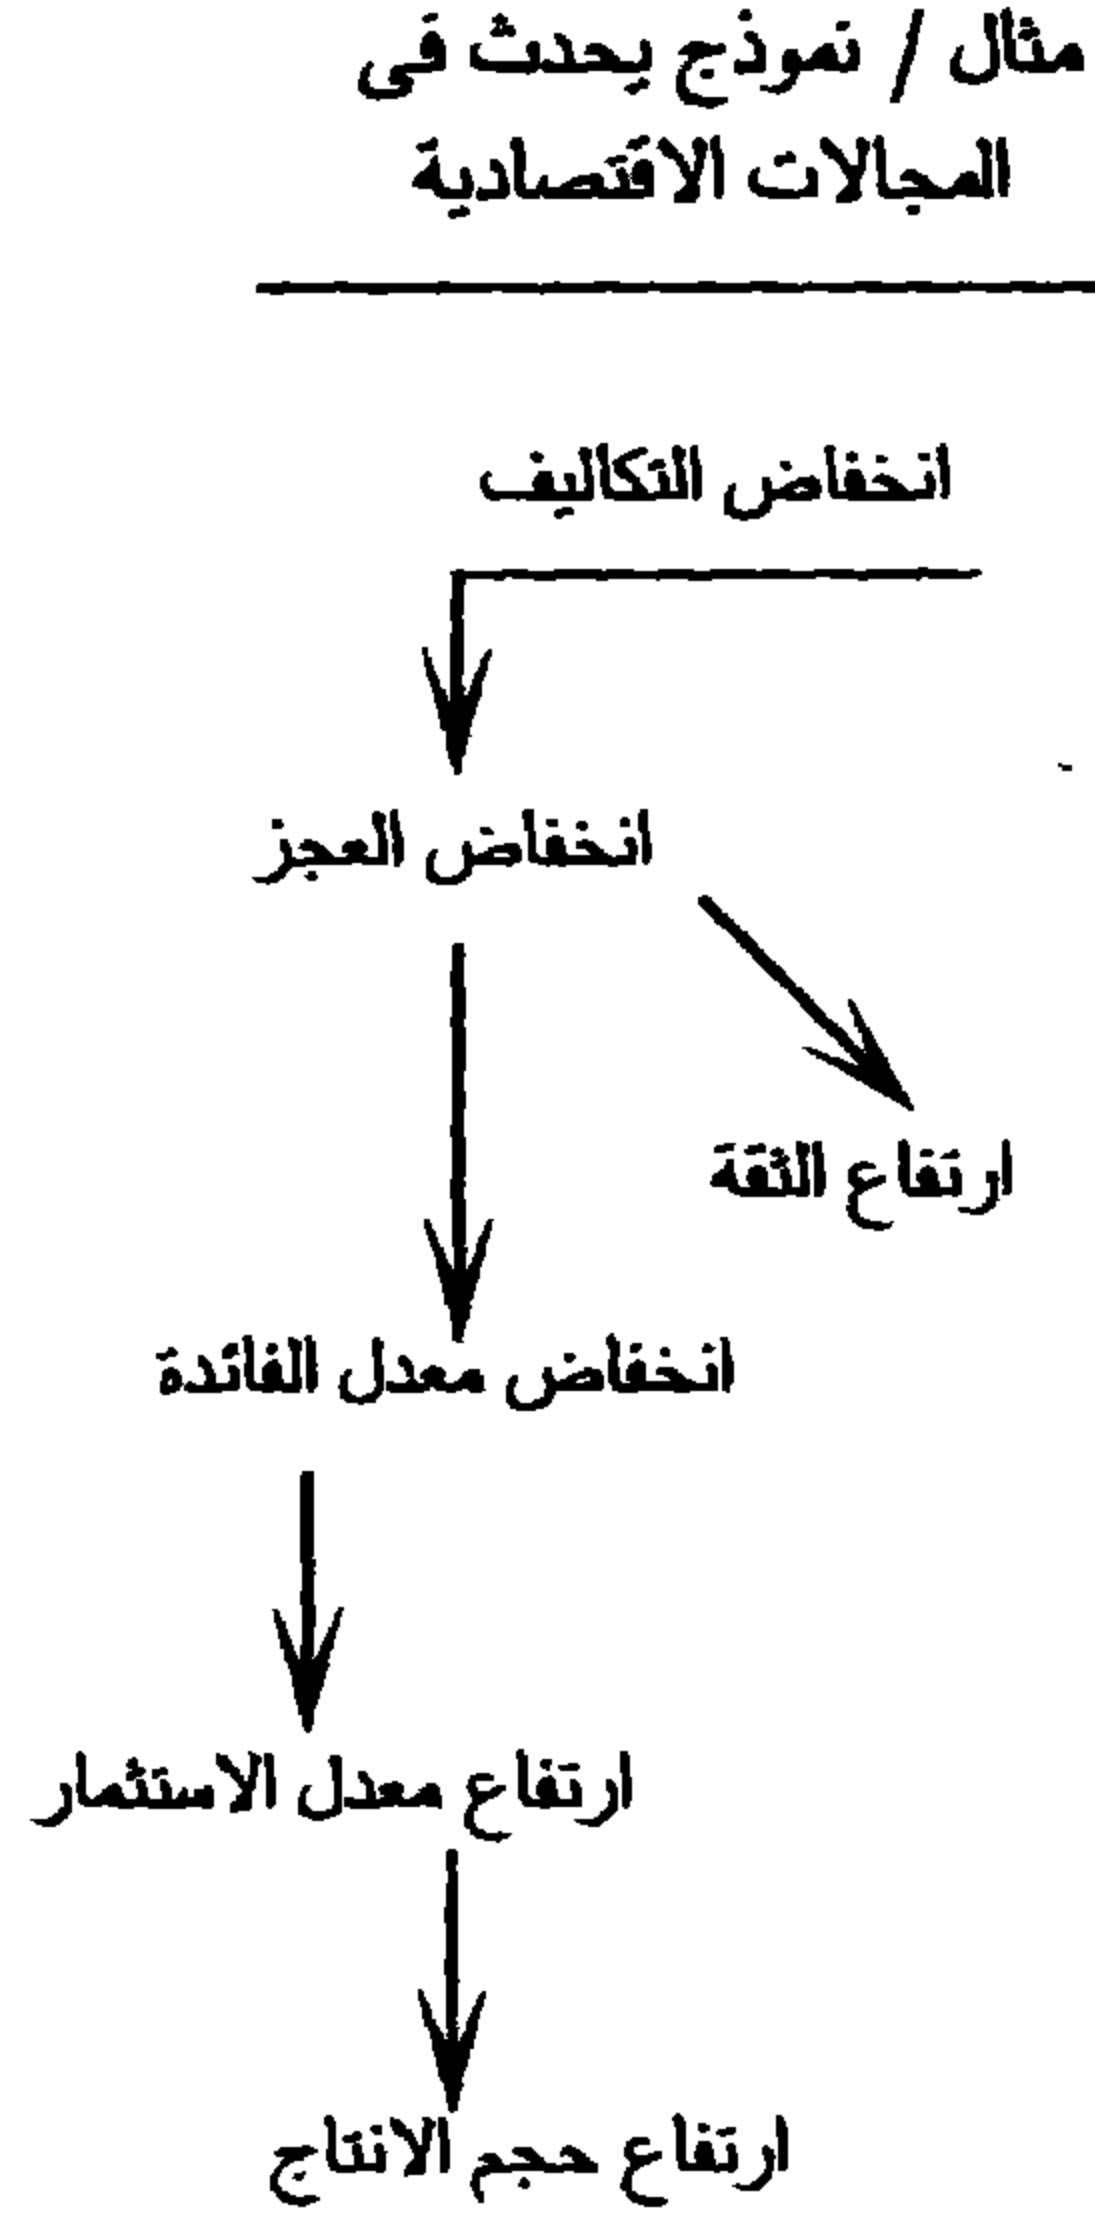 مثال / نموذج يحدث فى
المجالات الاقتصادية
انخفاض التكاليف
انخفاض العجز
ارتفاع الثقة
انخفاض معدل الفائدة
ارتفاع معدل الاستثمار
ارتفاع حجم الانتاج